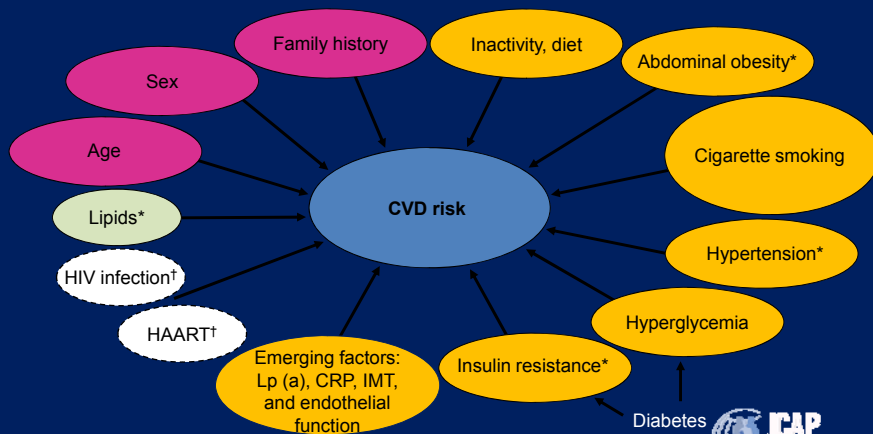 Family history
Inactivity, diet
Abdominal obesity*
Sex
Cigarette smoking
Age
CVD risk
Lipids*
Hypertension*
HIV infection†
Hyperglycemia
HAART†
Emerging factors:
Lp (a), CRP, IMT,
and endothelial
function
Insulin resistance*
Diabetes
ICAP